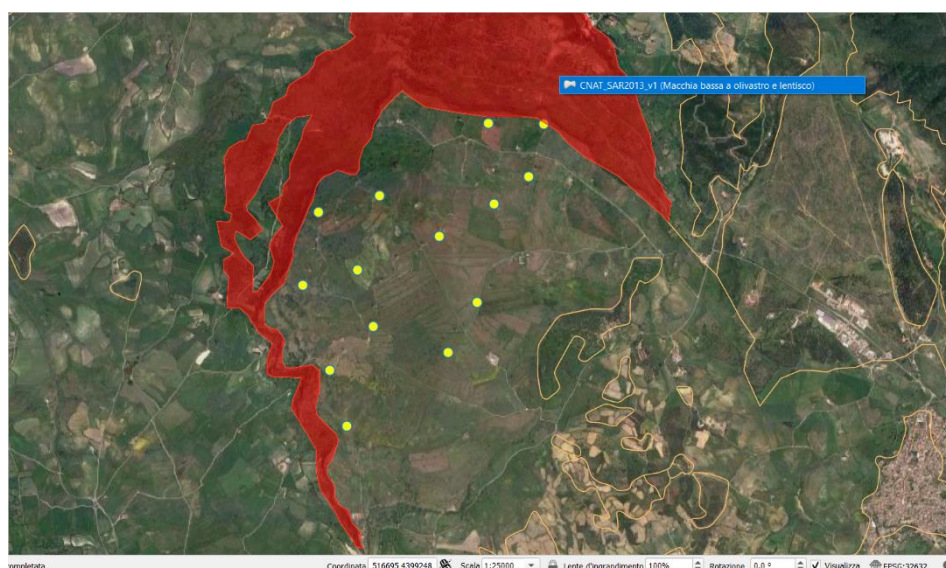 CNAT_SAR2013_v1 [Macchia bassa a olivastro e lentisco]
ompletata Coordinata 516695 4399248 Scala 1:25000 Lente d'ingrandimento 100% Rotazione 0,0 ° Visualizza EPSG:32632